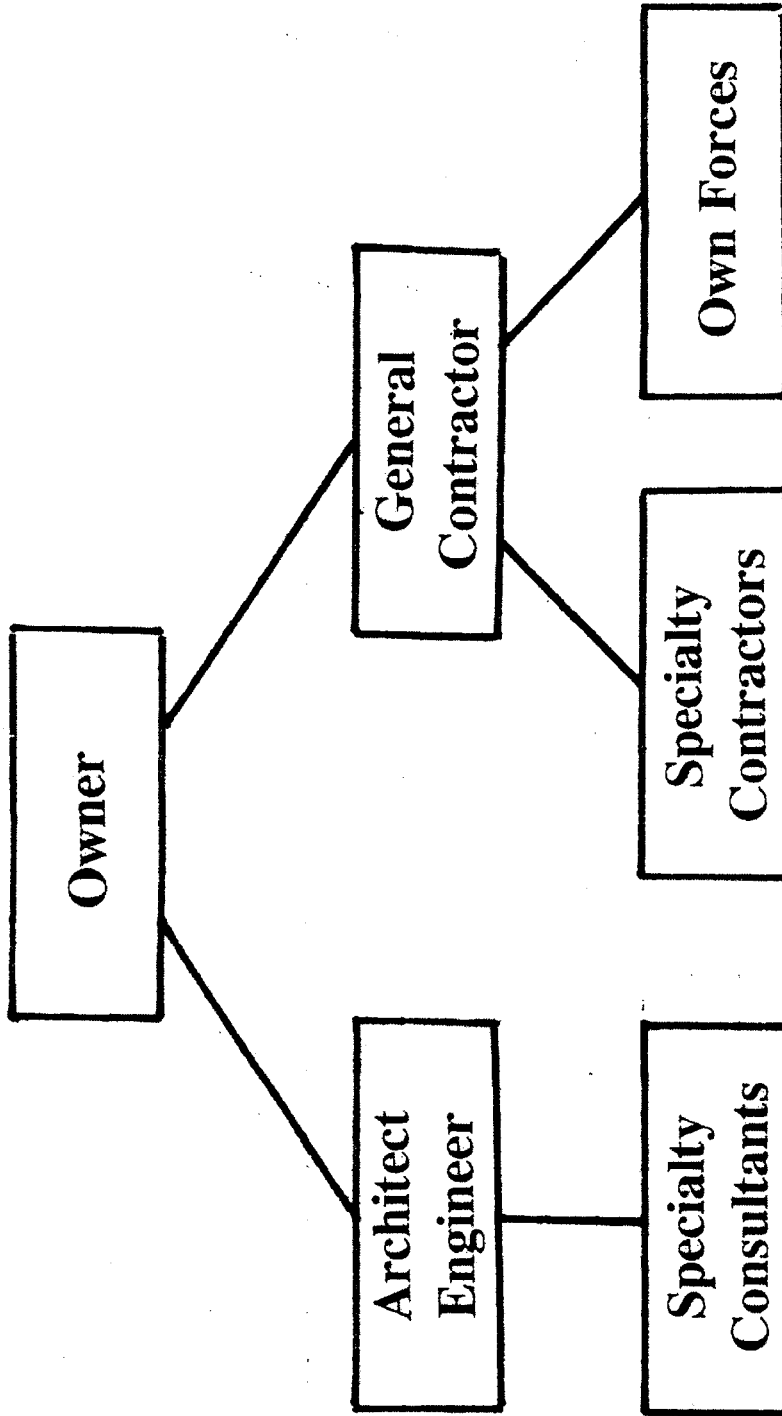 Owner
Architect
Engineer
General
Contractor
Specialty
Consultants
Specialty
Contractors
Own Forces